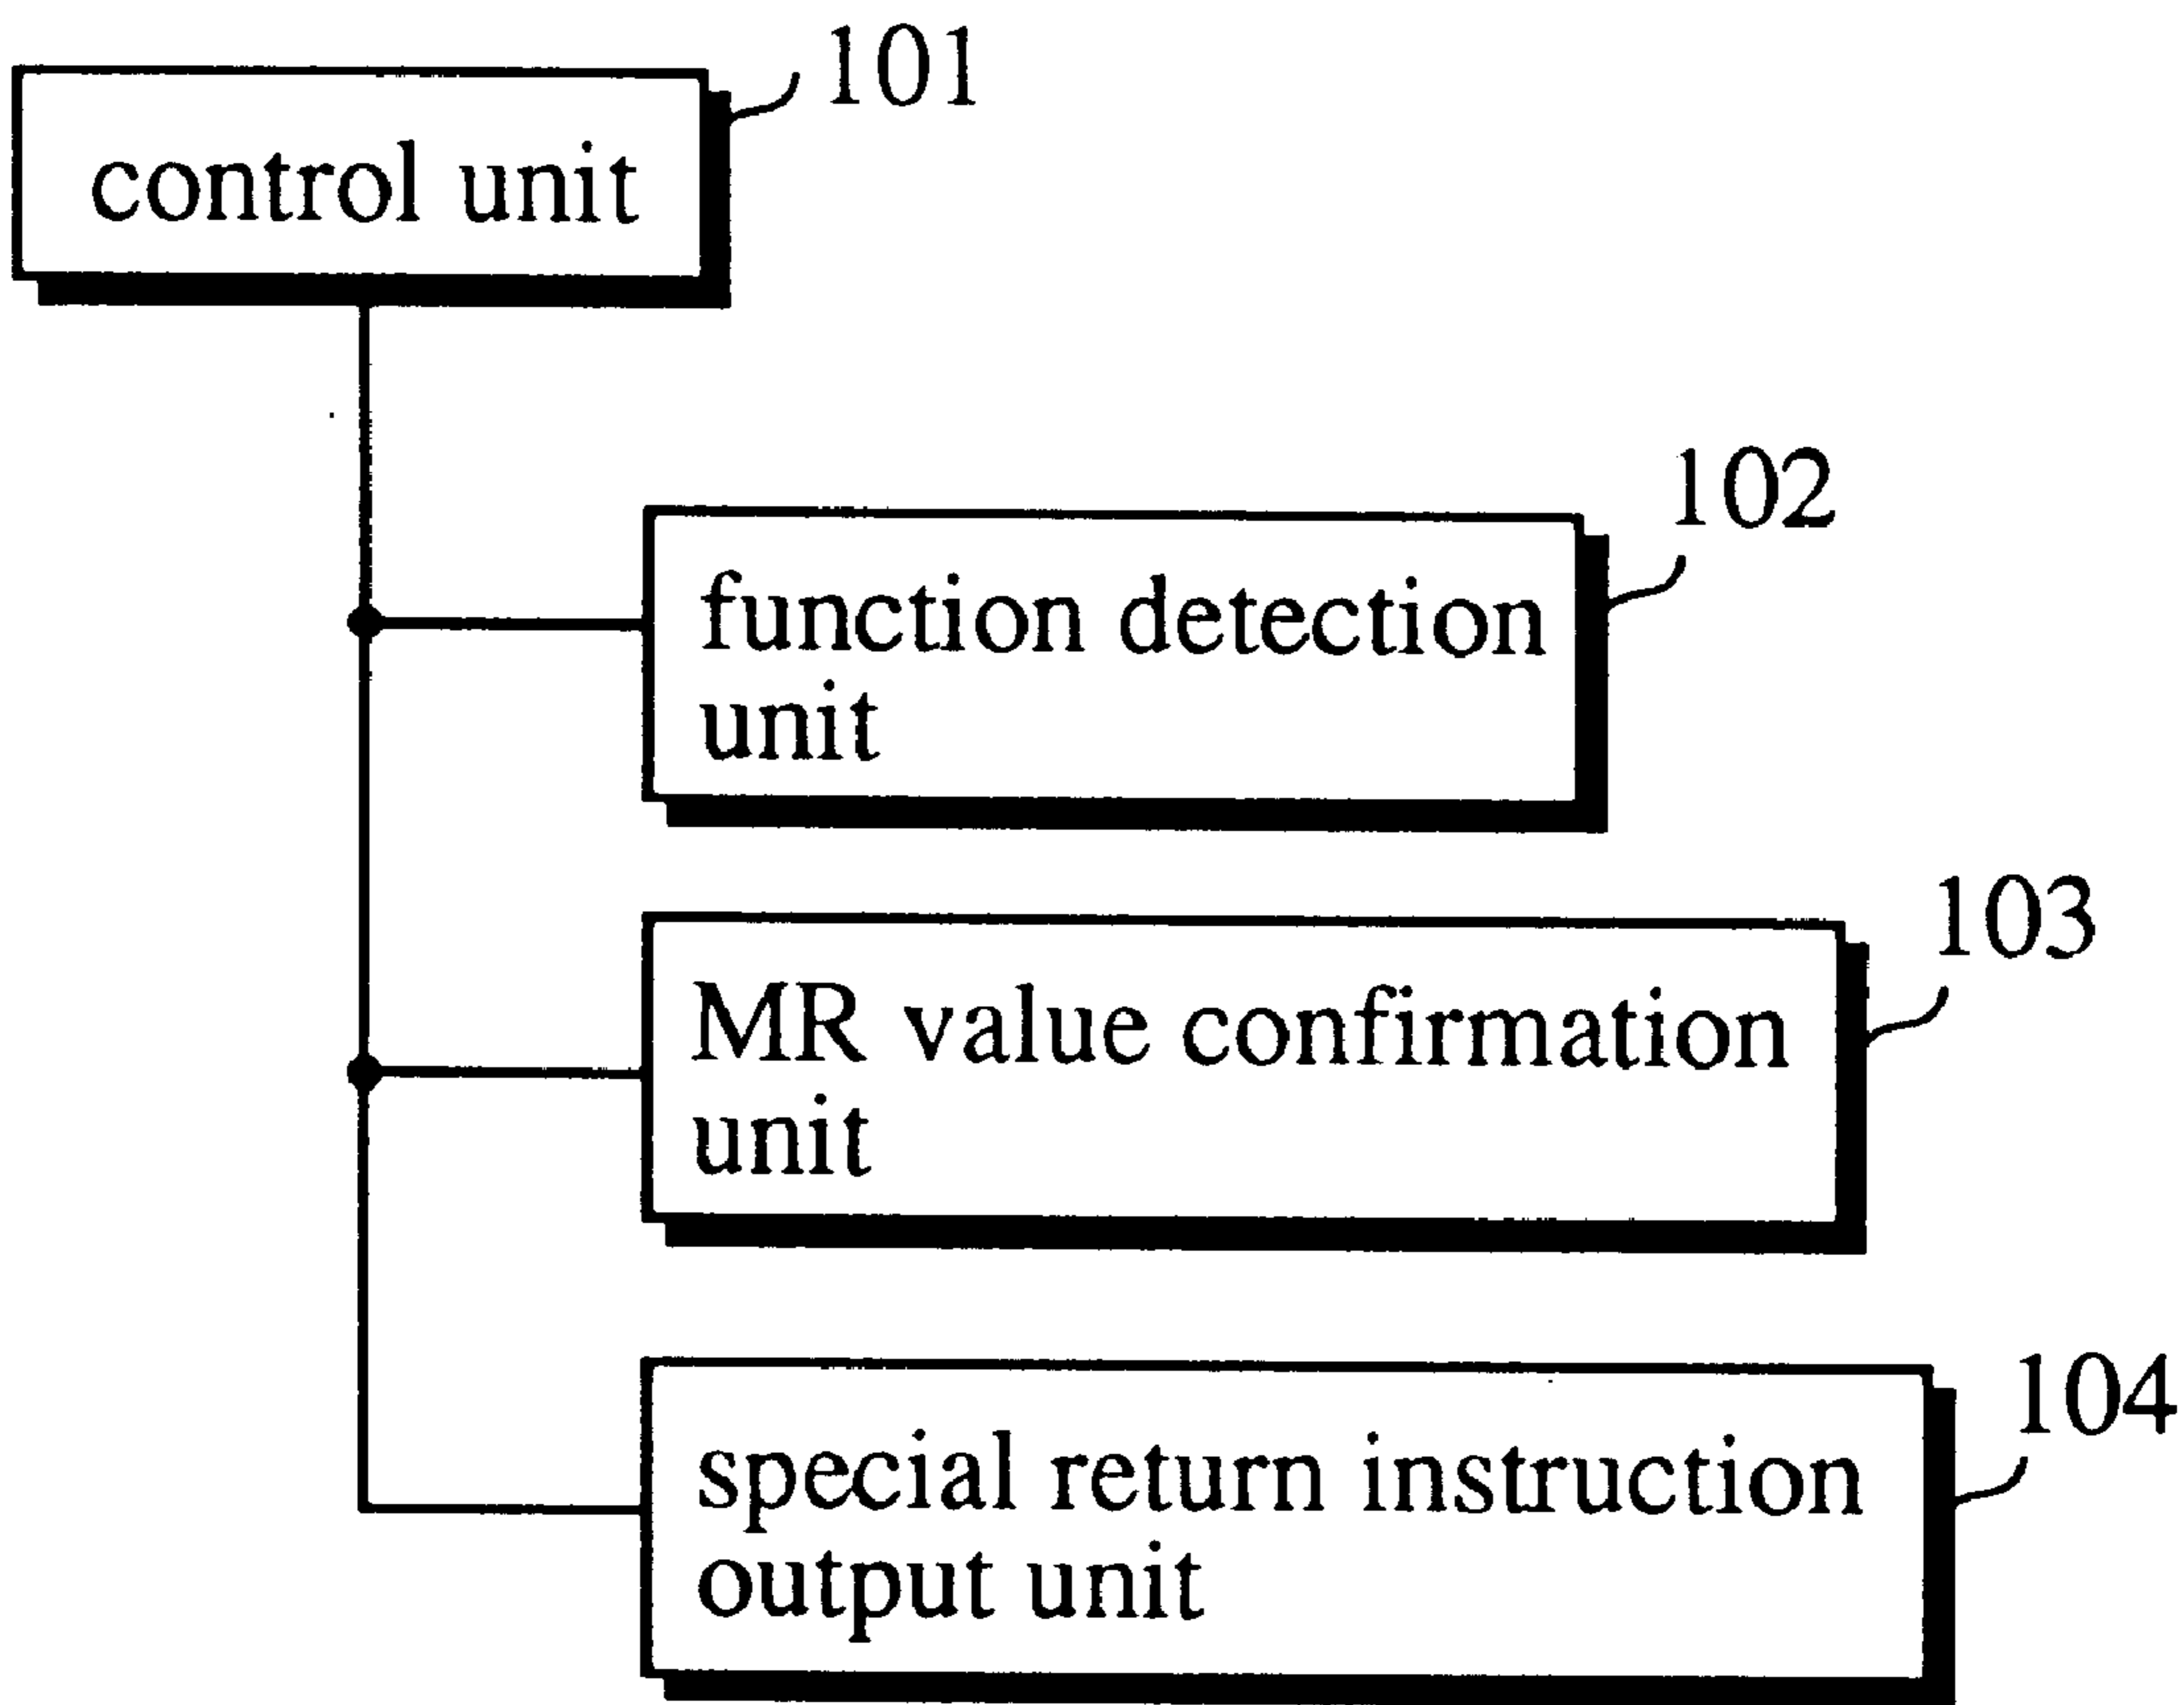 101
control unit
102
function detection
unit
103
MR value confirmation
unit
104
special return instruction
output unit